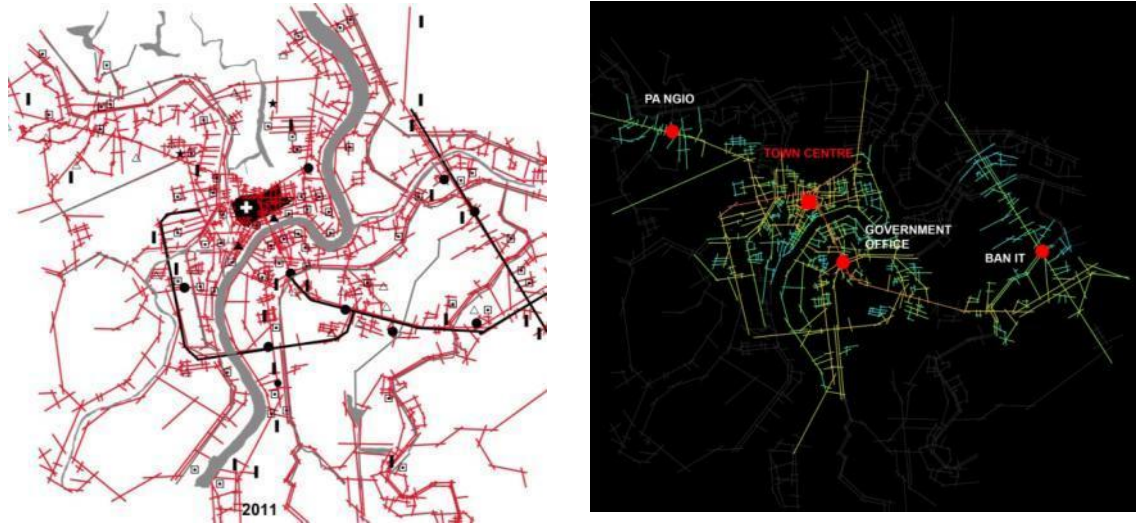 2011
PA NGIO
TOWN CENTRE
GOVERNMENT
OFFICE
BAN IT